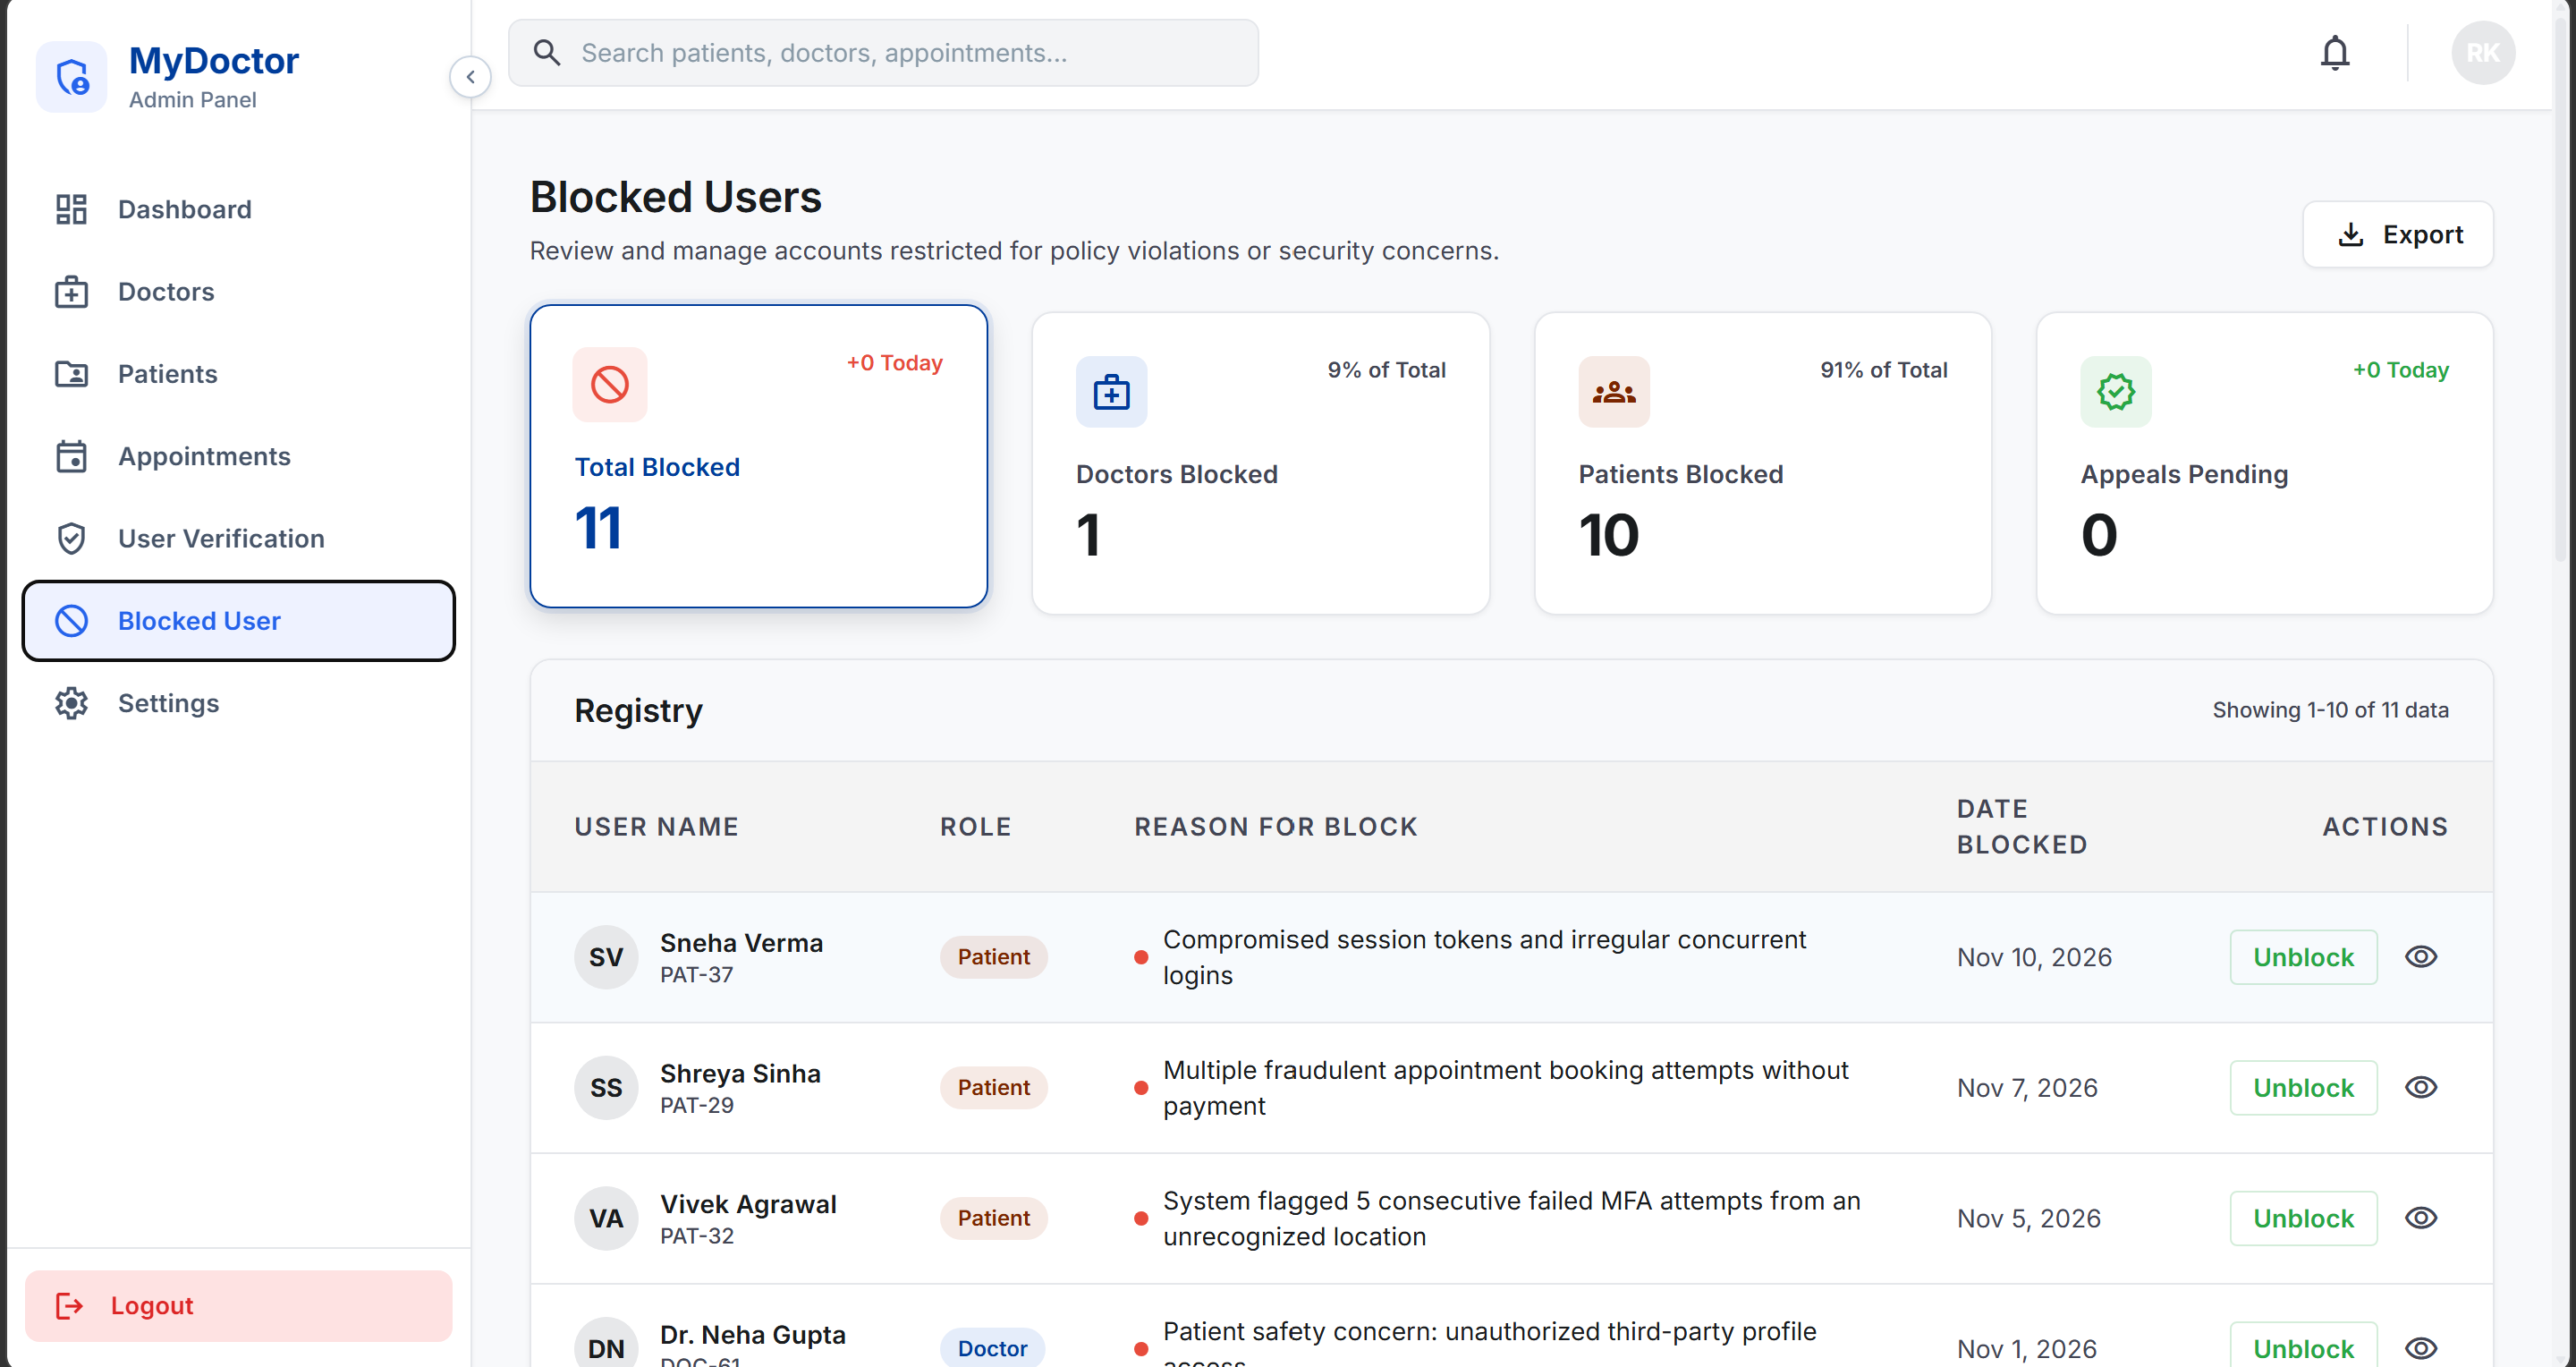 MyDoctor
Admin Panel
Search patients, doctors, appointments...
RK
Dashboard
Doctors
Patients
Appointments
User Verification
Blocked User
Settings
Logout
Blocked Users
Review and manage accounts restricted for policy violations or security concerns.
Export
+0 Today
Total Blocked
11
9% of Total
Doctors Blocked
1
91% of Total
Patients Blocked
10
+0 Today
Appeals Pending
0
Registry
Showing 1-10 of 11 data
USER NAME
ROLE
REASON FOR BLOCK
DATE
BLOCKED
ACTIONS
SV
Sneha Verma
PAT-37
Patient
Compromised session tokens and irregular concurrent
logins
Nov 10, 2026
Unblock
SS
Shreya Sinha
PAT-29
Patient
Multiple fraudulent appointment booking attempts without
payment
Nov 7, 2026
Unblock
VA
Vivek Agrawal
PAT-32
Patient
System flagged 5 consecutive failed MFA attempts from an
unrecognized location
Nov 5, 2026
Unblock
DN
Dr. Neha Gupta
DOC-61
Doctor
Patient safety concern: unauthorized third-party profile
access
Nov 1, 2026
Unblock